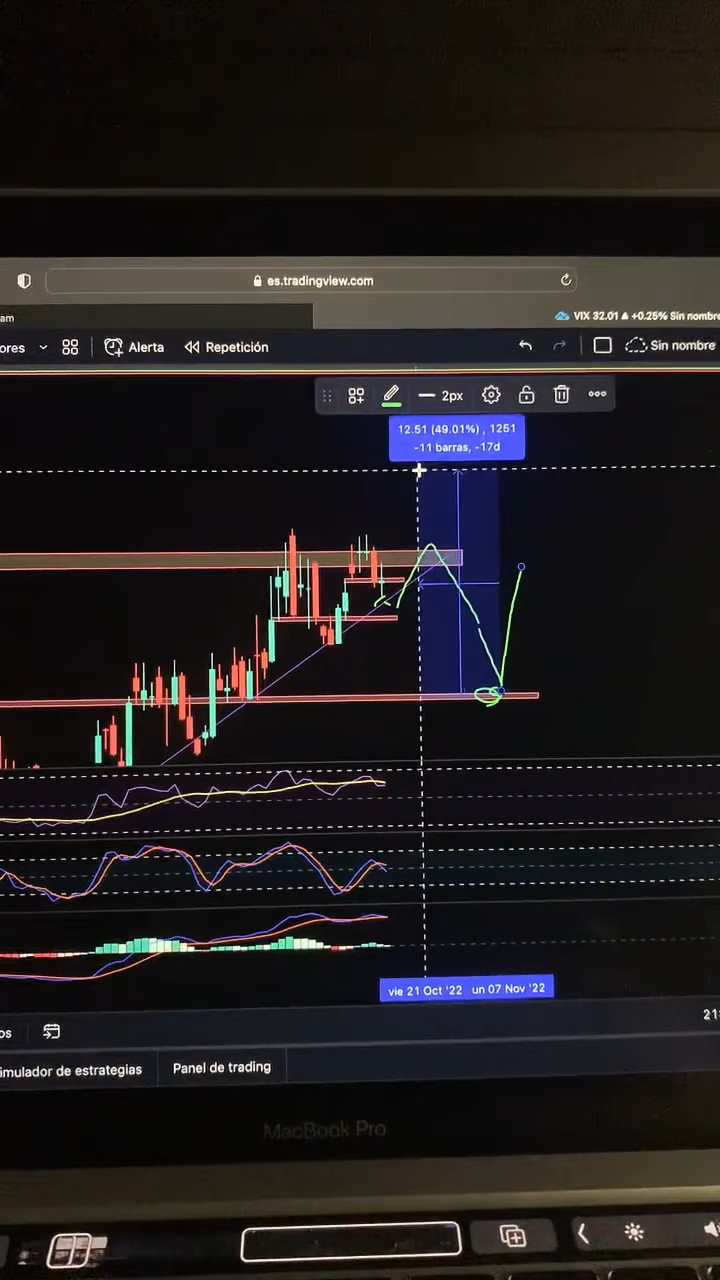 es.tradingview.com
am
VIX 32.01 ▲ +0.25% Sin nombre
ores
Alerta
Repetición
Sin nombre
2px
12.51 (49.01%) , 1251
-11 barras, -17d
vie 21 Oct '22 un 07 Nov '22
os
21:
imulador de estrategias
Panel de trading
MacBook Pro